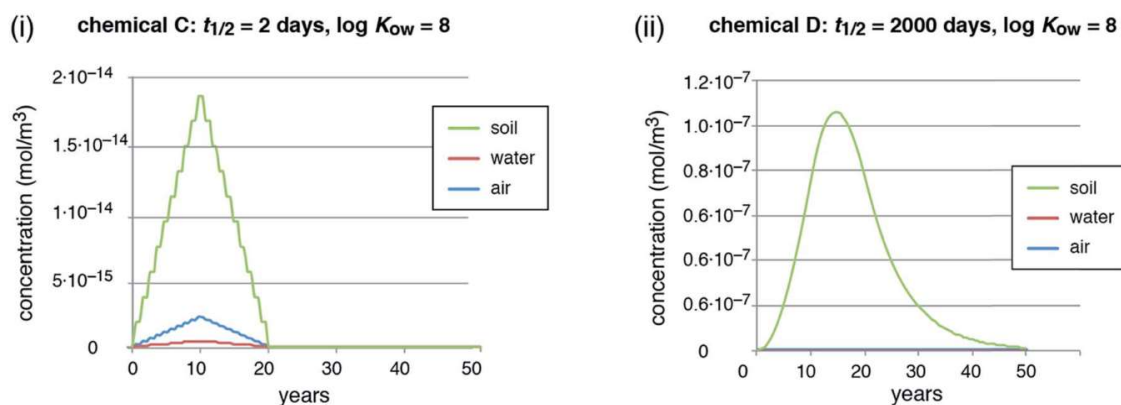 (i) chemical C: t1/2 = 2 days, log Kow = 8
2·10⁻¹⁴
1.5·10⁻¹⁴
1·10⁻¹⁴
5·10⁻¹⁵
0
concentration (mol/m³)
soil
water
air
0 10 20 30 40 50
years
(ii) chemical D: t1/2 = 2000 days, log Kow = 8
1.2·10⁻⁷
1.0·10⁻⁷
0.8·10⁻⁷
0.6·10⁻⁷
0.6·10⁻⁷
0.6·10⁻⁷
0
concentration (mol/m³)
soil
water
air
0 10 20 30 40 50
years